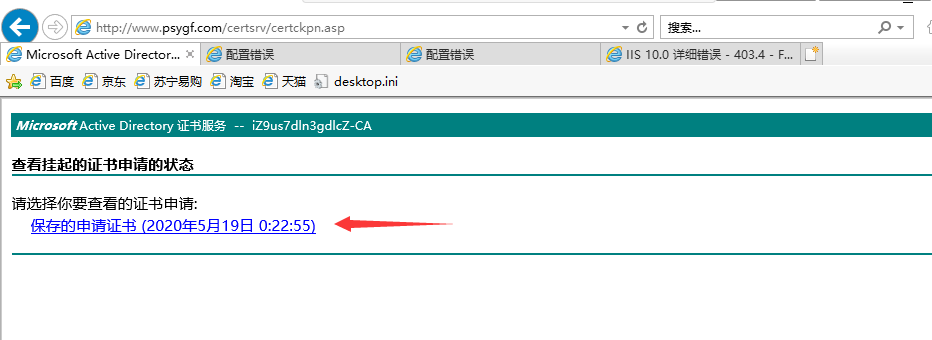 http://www.psygf.com/certsrv/certckpn.asp
搜索...
Microsoft Active Director...
配置错误
配置错误
IIS 10.0 详细错误 - 403.4 - F...
百度
京东
苏宁易购
淘宝
天猫
desktop.ini
Microsoft Active Directory 证书服务 -- iZ9us7dln3gdlcZ-CA
查看挂起的证书申请的状态
请选择你要查看的证书申请:
保存的申请证书 (2020年5月19日 0:22:55)